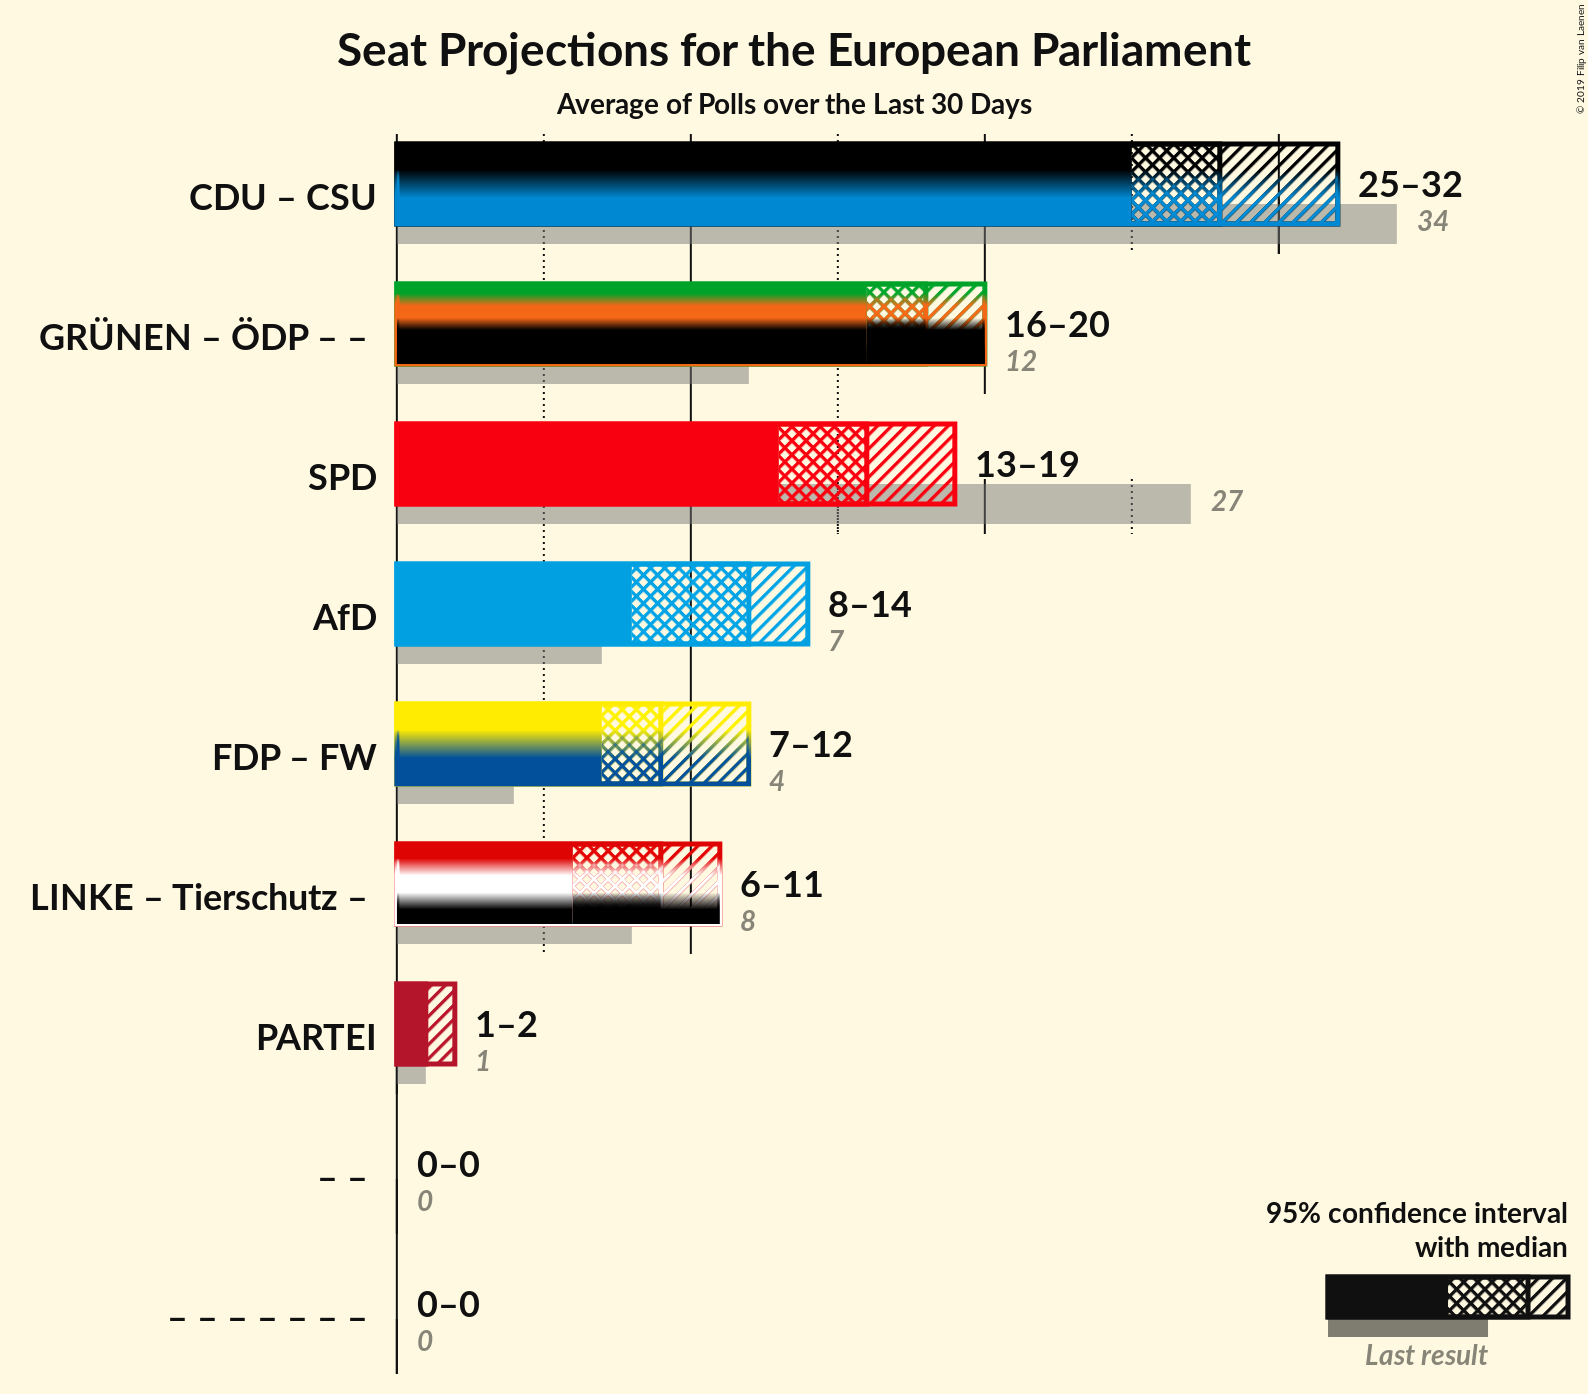 Seat Projections for the European Parliament
Average of Polls over the Last 30 Days
© 2019 Filip van Laenen
CDU – CSU
25–32
34
GRÜNEN – ÖDP – –
16–20
12
SPD
13–19
27
AfD
8–14
7
FDP – FW
7–12
4
LINKE – Tierschutz –
6–11
8
PARTEI
1–2
1
– –
0–0
0
– – – – – – –
0–0
0
95% confidence interval
with median
Last result